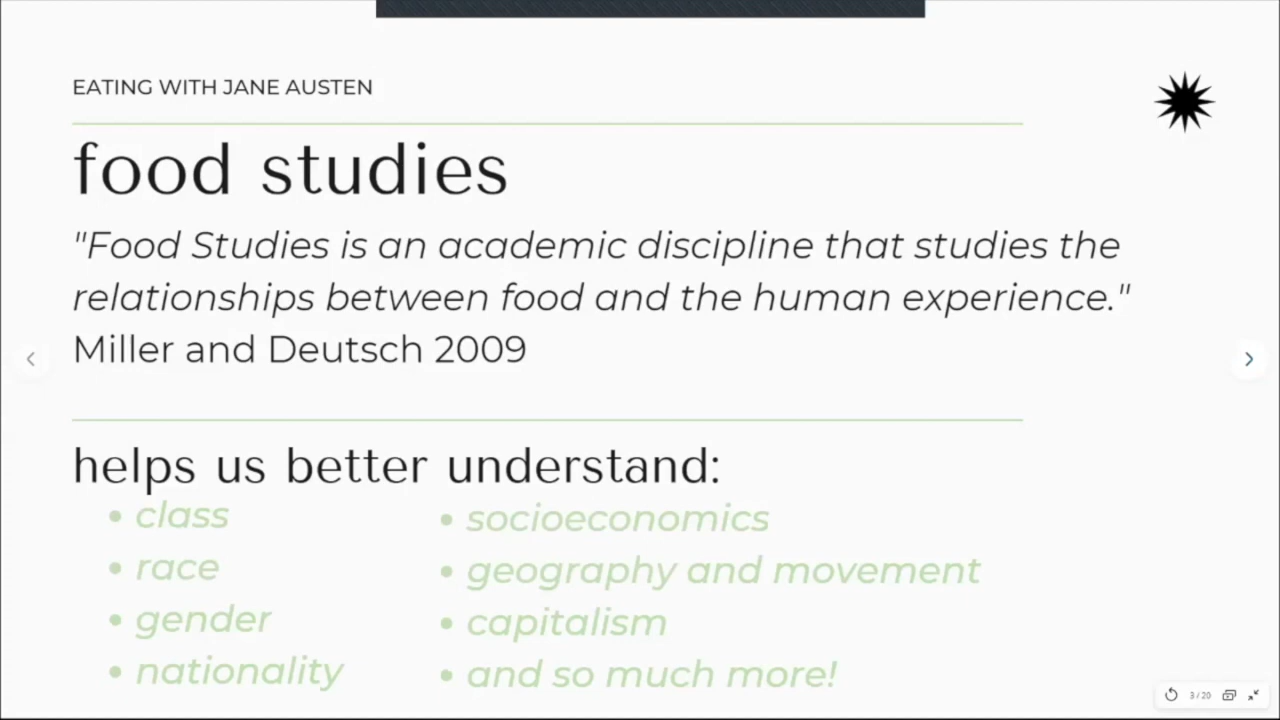 EATING WITH JANE AUSTEN
food studies
"Food Studies is an academic discipline that studies the
relationships between food and the human experience."
Miller and Deutsch 2009
helps us better understand:
• class
• race
• gender
• nationality
• socioeconomics
• geography and movement
• capitalism
• and so much more!
3 / 20